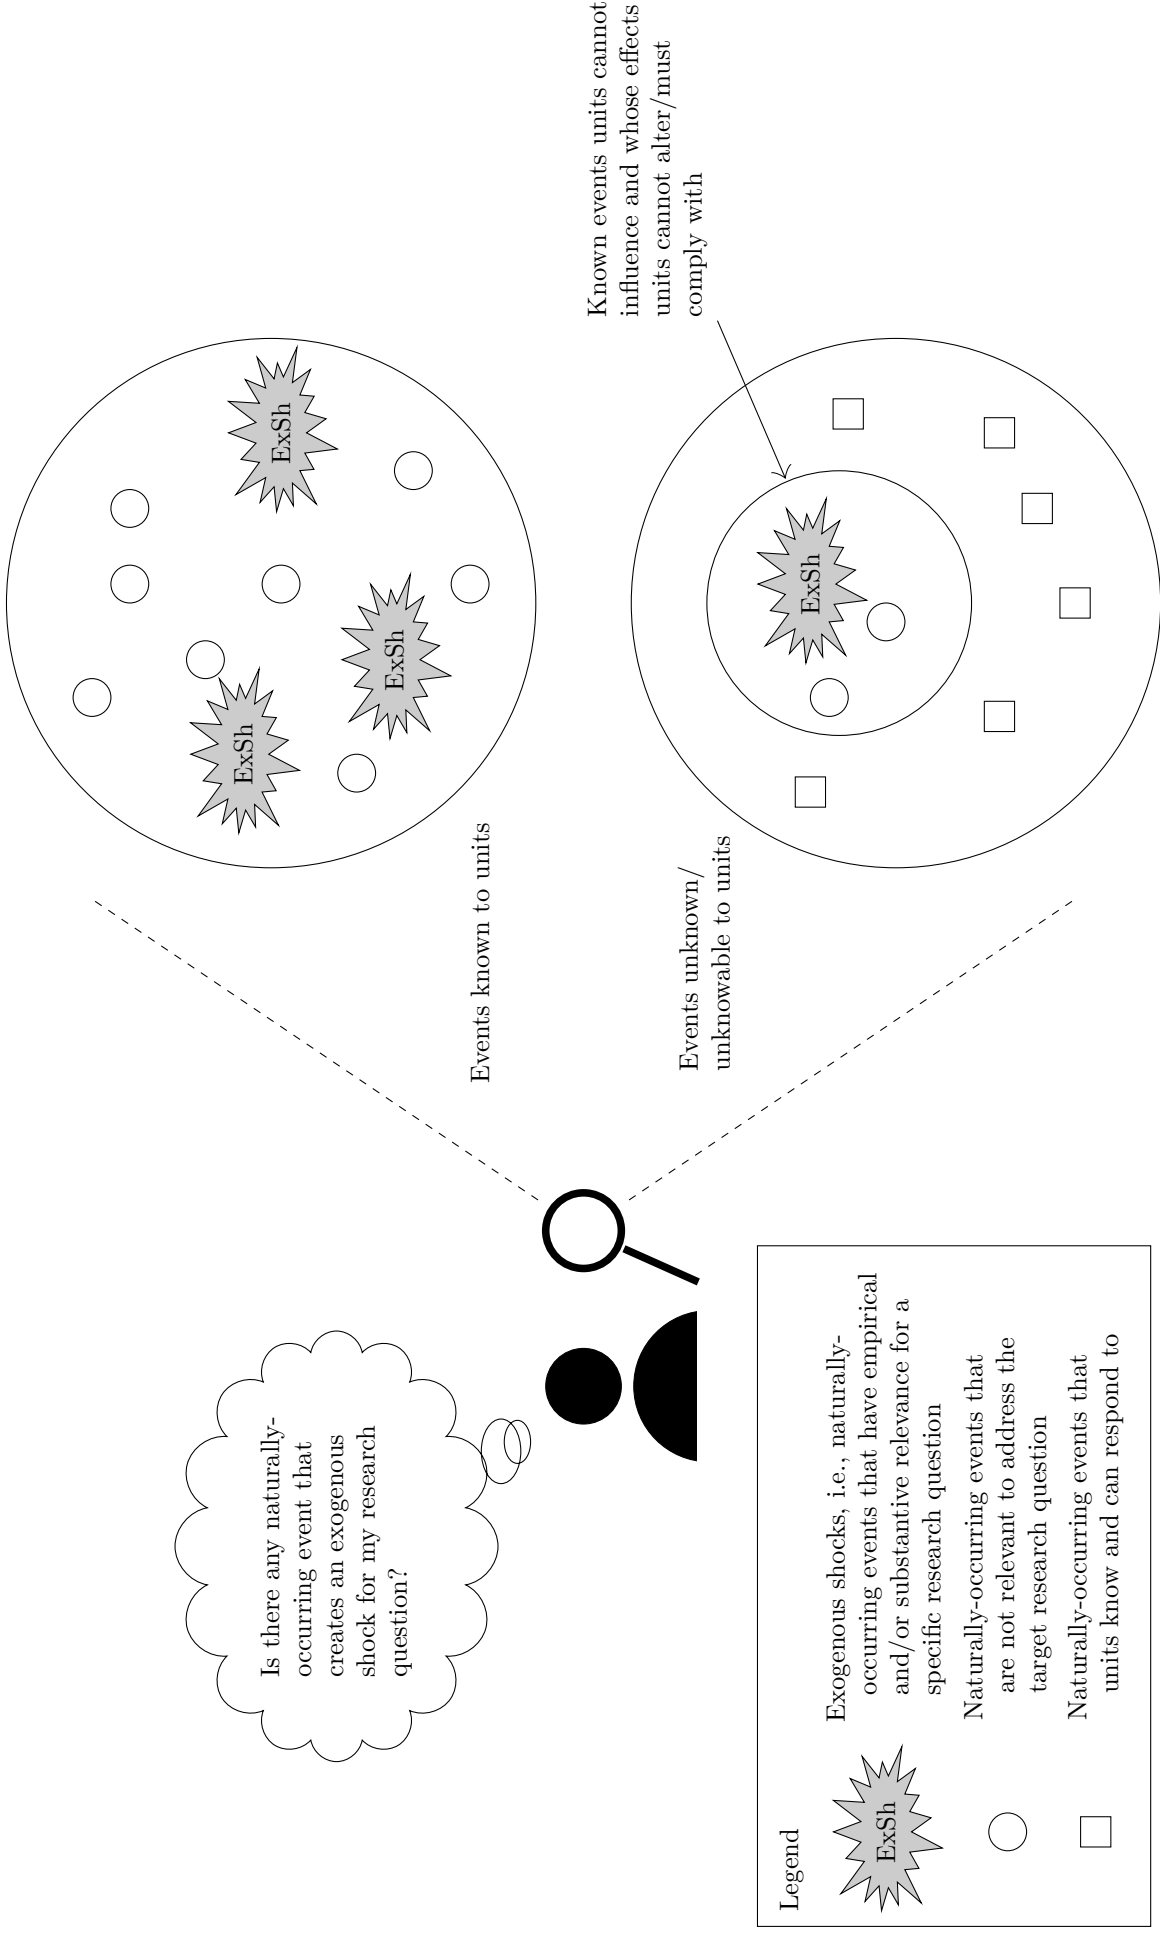 Is there any naturally-
occurring event that
creates an exogenous
shock for my research
question?
Events known to units
Events unknown/
unknowable to units
ExSh
ExSh
ExSh
ExSh
Known events units cannot
influence and whose effects
units cannot alter/must
comply with
Legend
ExSh
Exogenous shocks, i.e., naturally-
occurring events that have empirical
and/or substantive relevance for a
specific research question
Naturally-occurring events that
are not relevant to address the
target research question
Naturally-occurring events that
units know and can respond to